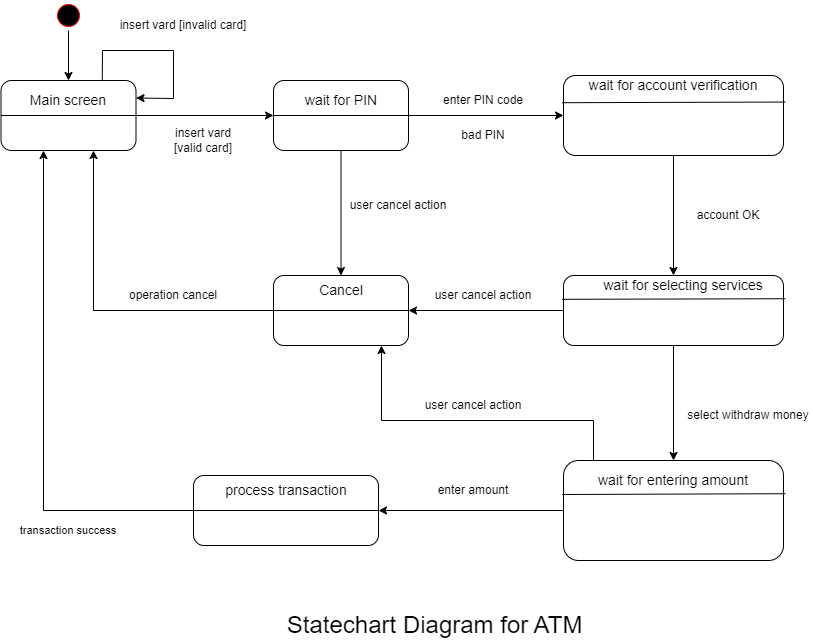 insert vard [invalid card]
Main screen
wait for PIN
enter PIN code
wait for account verification
insert vard
[valid card]
bad PIN
user cancel action
account OK
operation cancel
Cancel
user cancel action
wait for selecting services
user cancel action
select withdraw money
process transaction
enter amount
wait for entering amount
transaction success
Statechart Diagram for ATM